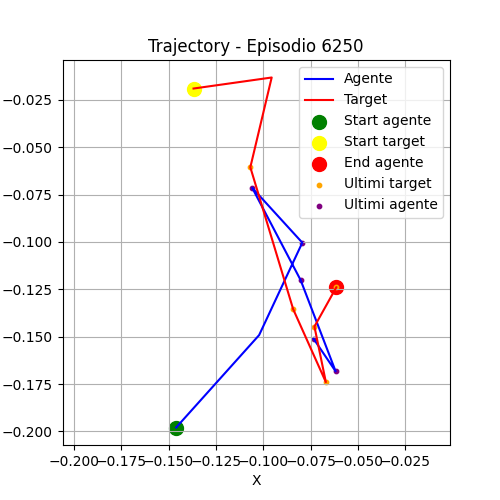 Trajectory - Episodio 6250
Agente
Target
Start agente
Start target
End agente
Ultimi target
Ultimi agente
−0.025
−0.050
−0.075
−0.100
−0.125
−0.150
−0.175
−0.200
−0.200 −0.175 −0.150 −0.125 −0.100 −0.075 −0.050 −0.025
X